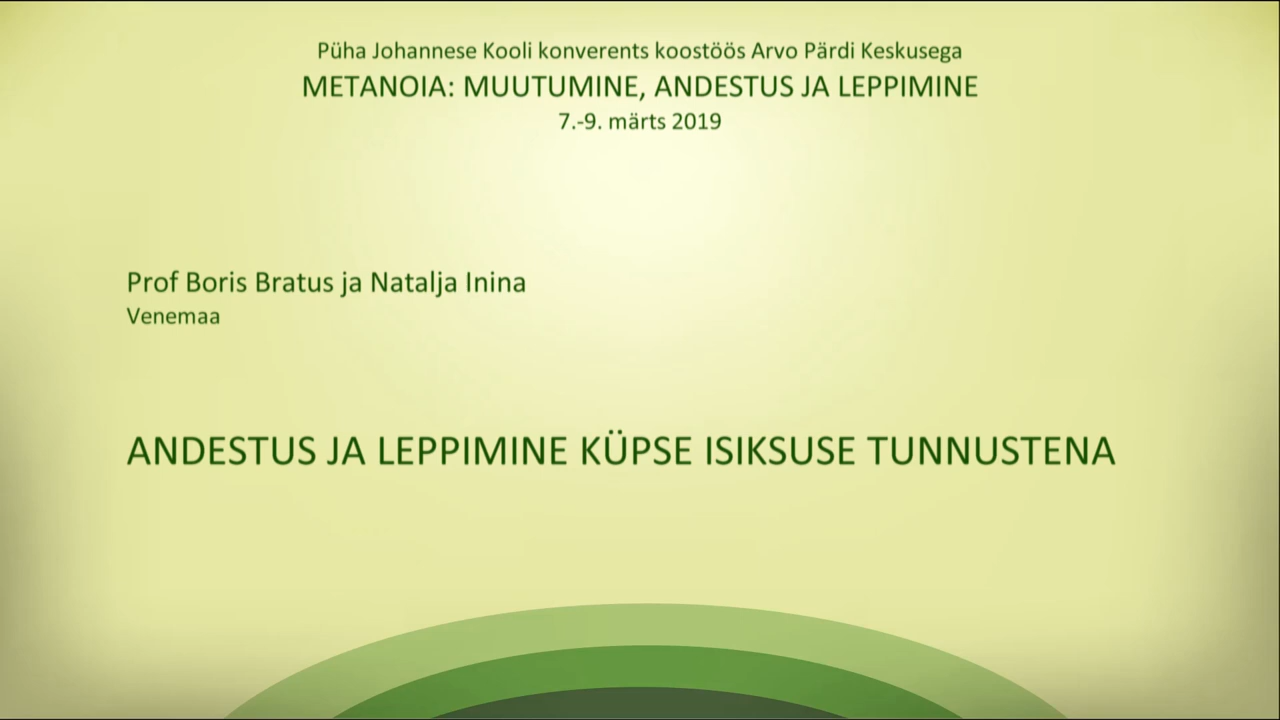 Püha Johannese Kooli konverents koostöös Arvo Pärdi Keskusega
METANOIA: MUUTUMINE, ANDESTUS JA LEPPIMINE
7.-9. märts 2019
Prof Boris Bratus ja Natalja Inina
Venemaa
ANDESTUS JA LEPPIMINE KÜPSE ISIKSUSE TUNNUSTENA